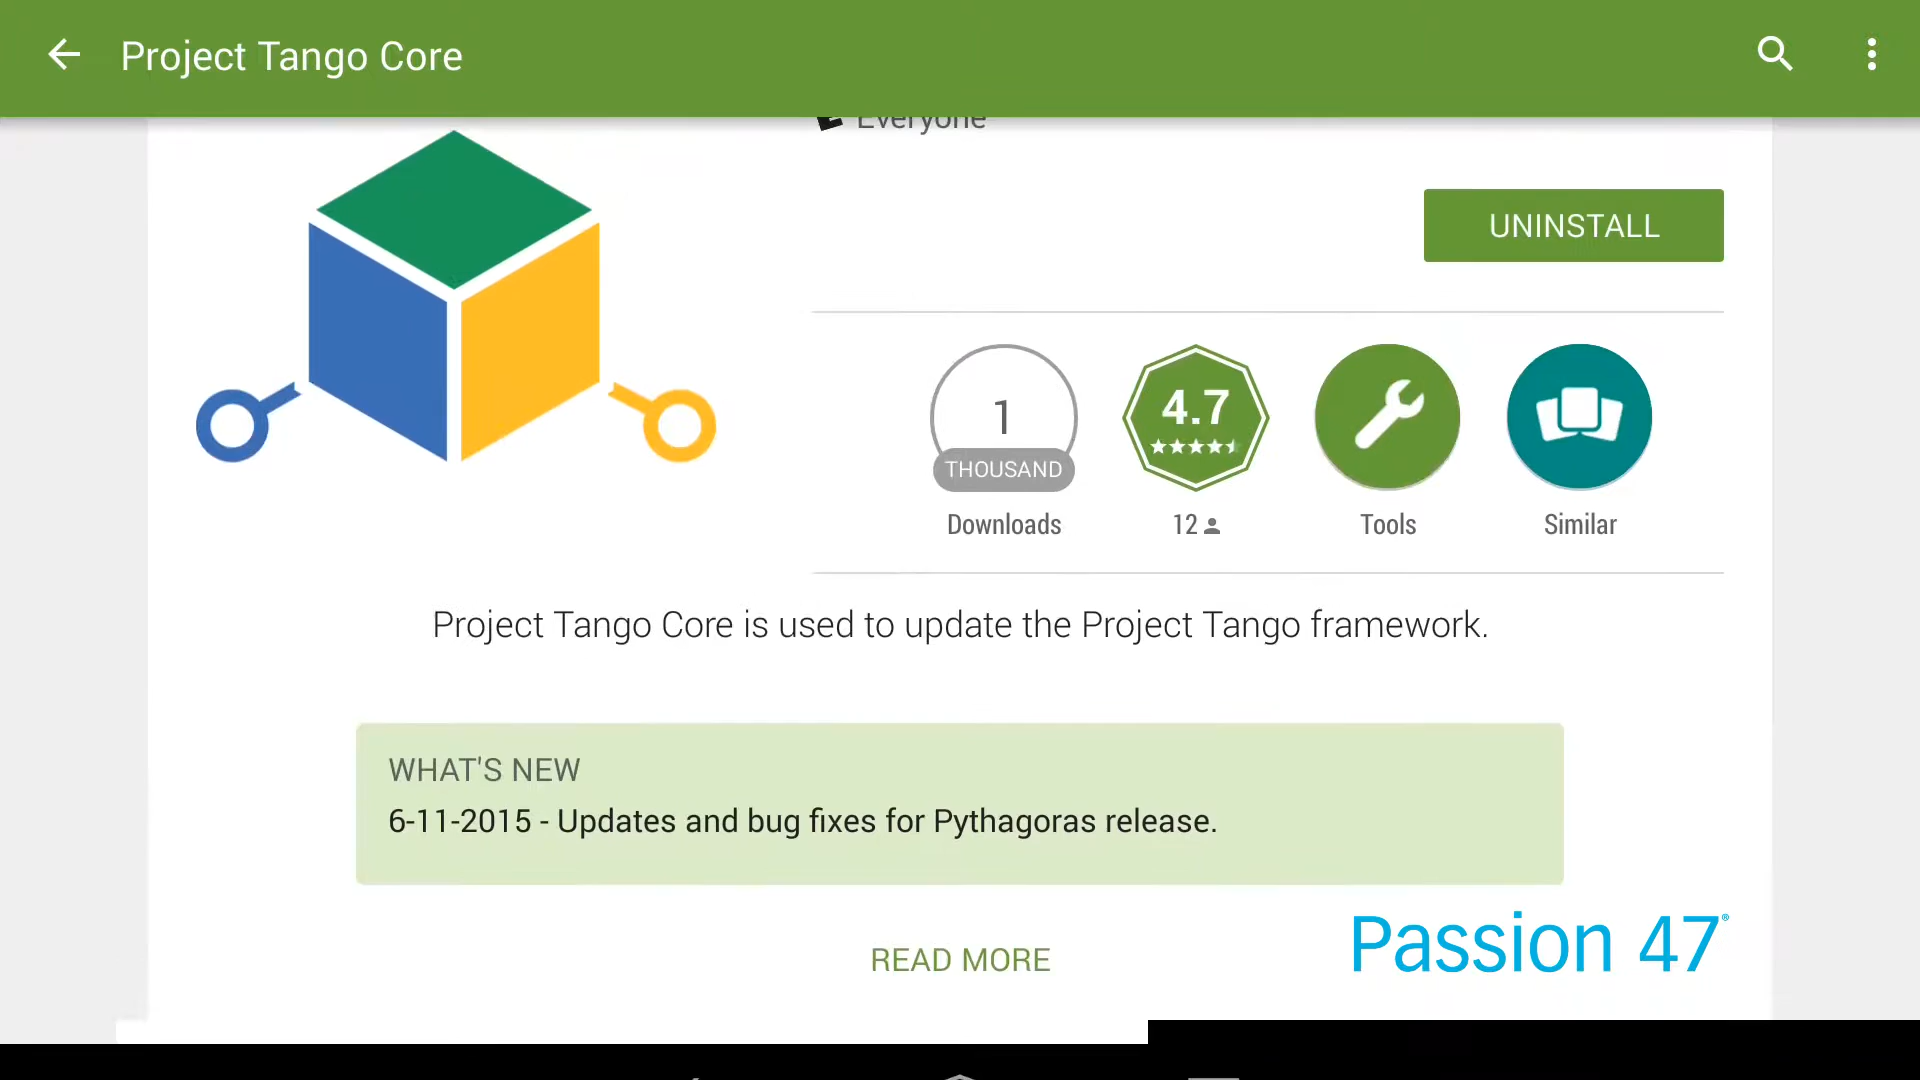 Project Tango Core
Everyone
UNINSTALL
1
THOUSAND
Downloads
4.7
12
Tools
Similar
Project Tango Core is used to update the Project Tango framework.
WHAT'S NEW
6-11-2015 - Updates and bug fixes for Pythagoras release.
READ MORE
Passion 47®